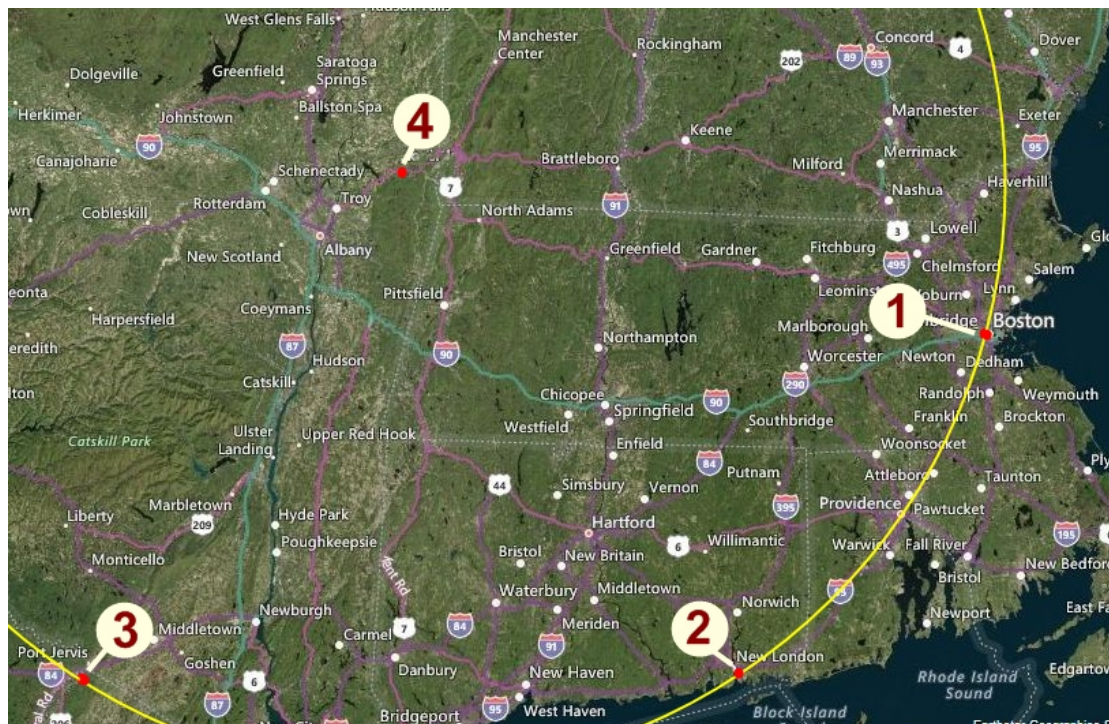 West Glens Falls
Manchester
Center
Rockingham
Concord
4
Dover
89
93
202
Dolgeville
Greenfield
Saratoga
Springs
Ballston Spa
Herkimer
Johnstown
4
Manchester
Exeter
90
95
Canajoharie
Keene
Milford
Merrimack
Brattleboro
Schenectady
7
Nashua
Haverhill
Rotterdam
Troy
91
Cobleskill
North Adams
3
Lowell
Albany
New Scotland
Greenfield
Gardner
Fitchburg
495
Chelmsford
Salem
Leominst
oburn
Lynn
eonta
Coeymans
Pittsfield
1
Harpersfield
Marlborough
bridge
Boston
87
90
Northampton
Worcester
Newton
Dedham
eredith
Hudson
290
Randolph
Weymouth
Catskill
Chicopee
Springfield
90
lton
Westfield
Southbridge
Franklin
Brockton
Catskill Park
Ulster
Landing
Upper Red Hook
Enfield
Woonsocket
84
Putnam
Attleboro
Taunton
Ply
44
Simsbury
Vernon
Marbletown
395
Providence
Pawtucket
Liberty
209
Hyde Park
Hartford
6
Willimantic
195
Poughkeepsie
Warwick
Fall River
Monticello
Bristol
New Britain
New Bedford
Kent Rd
Waterbury
Middletown
95
Bristol
Norwich
East Fa
3
Middletown
Newburgh
84
Meriden
2
Newport
Port Jervis
Carmel
7
91
84
Goshen
6
Danbury
New Haven
New London
Edgartow
Rhode Island
Sound
87
Bridgeport
95
West Haven
Block Island